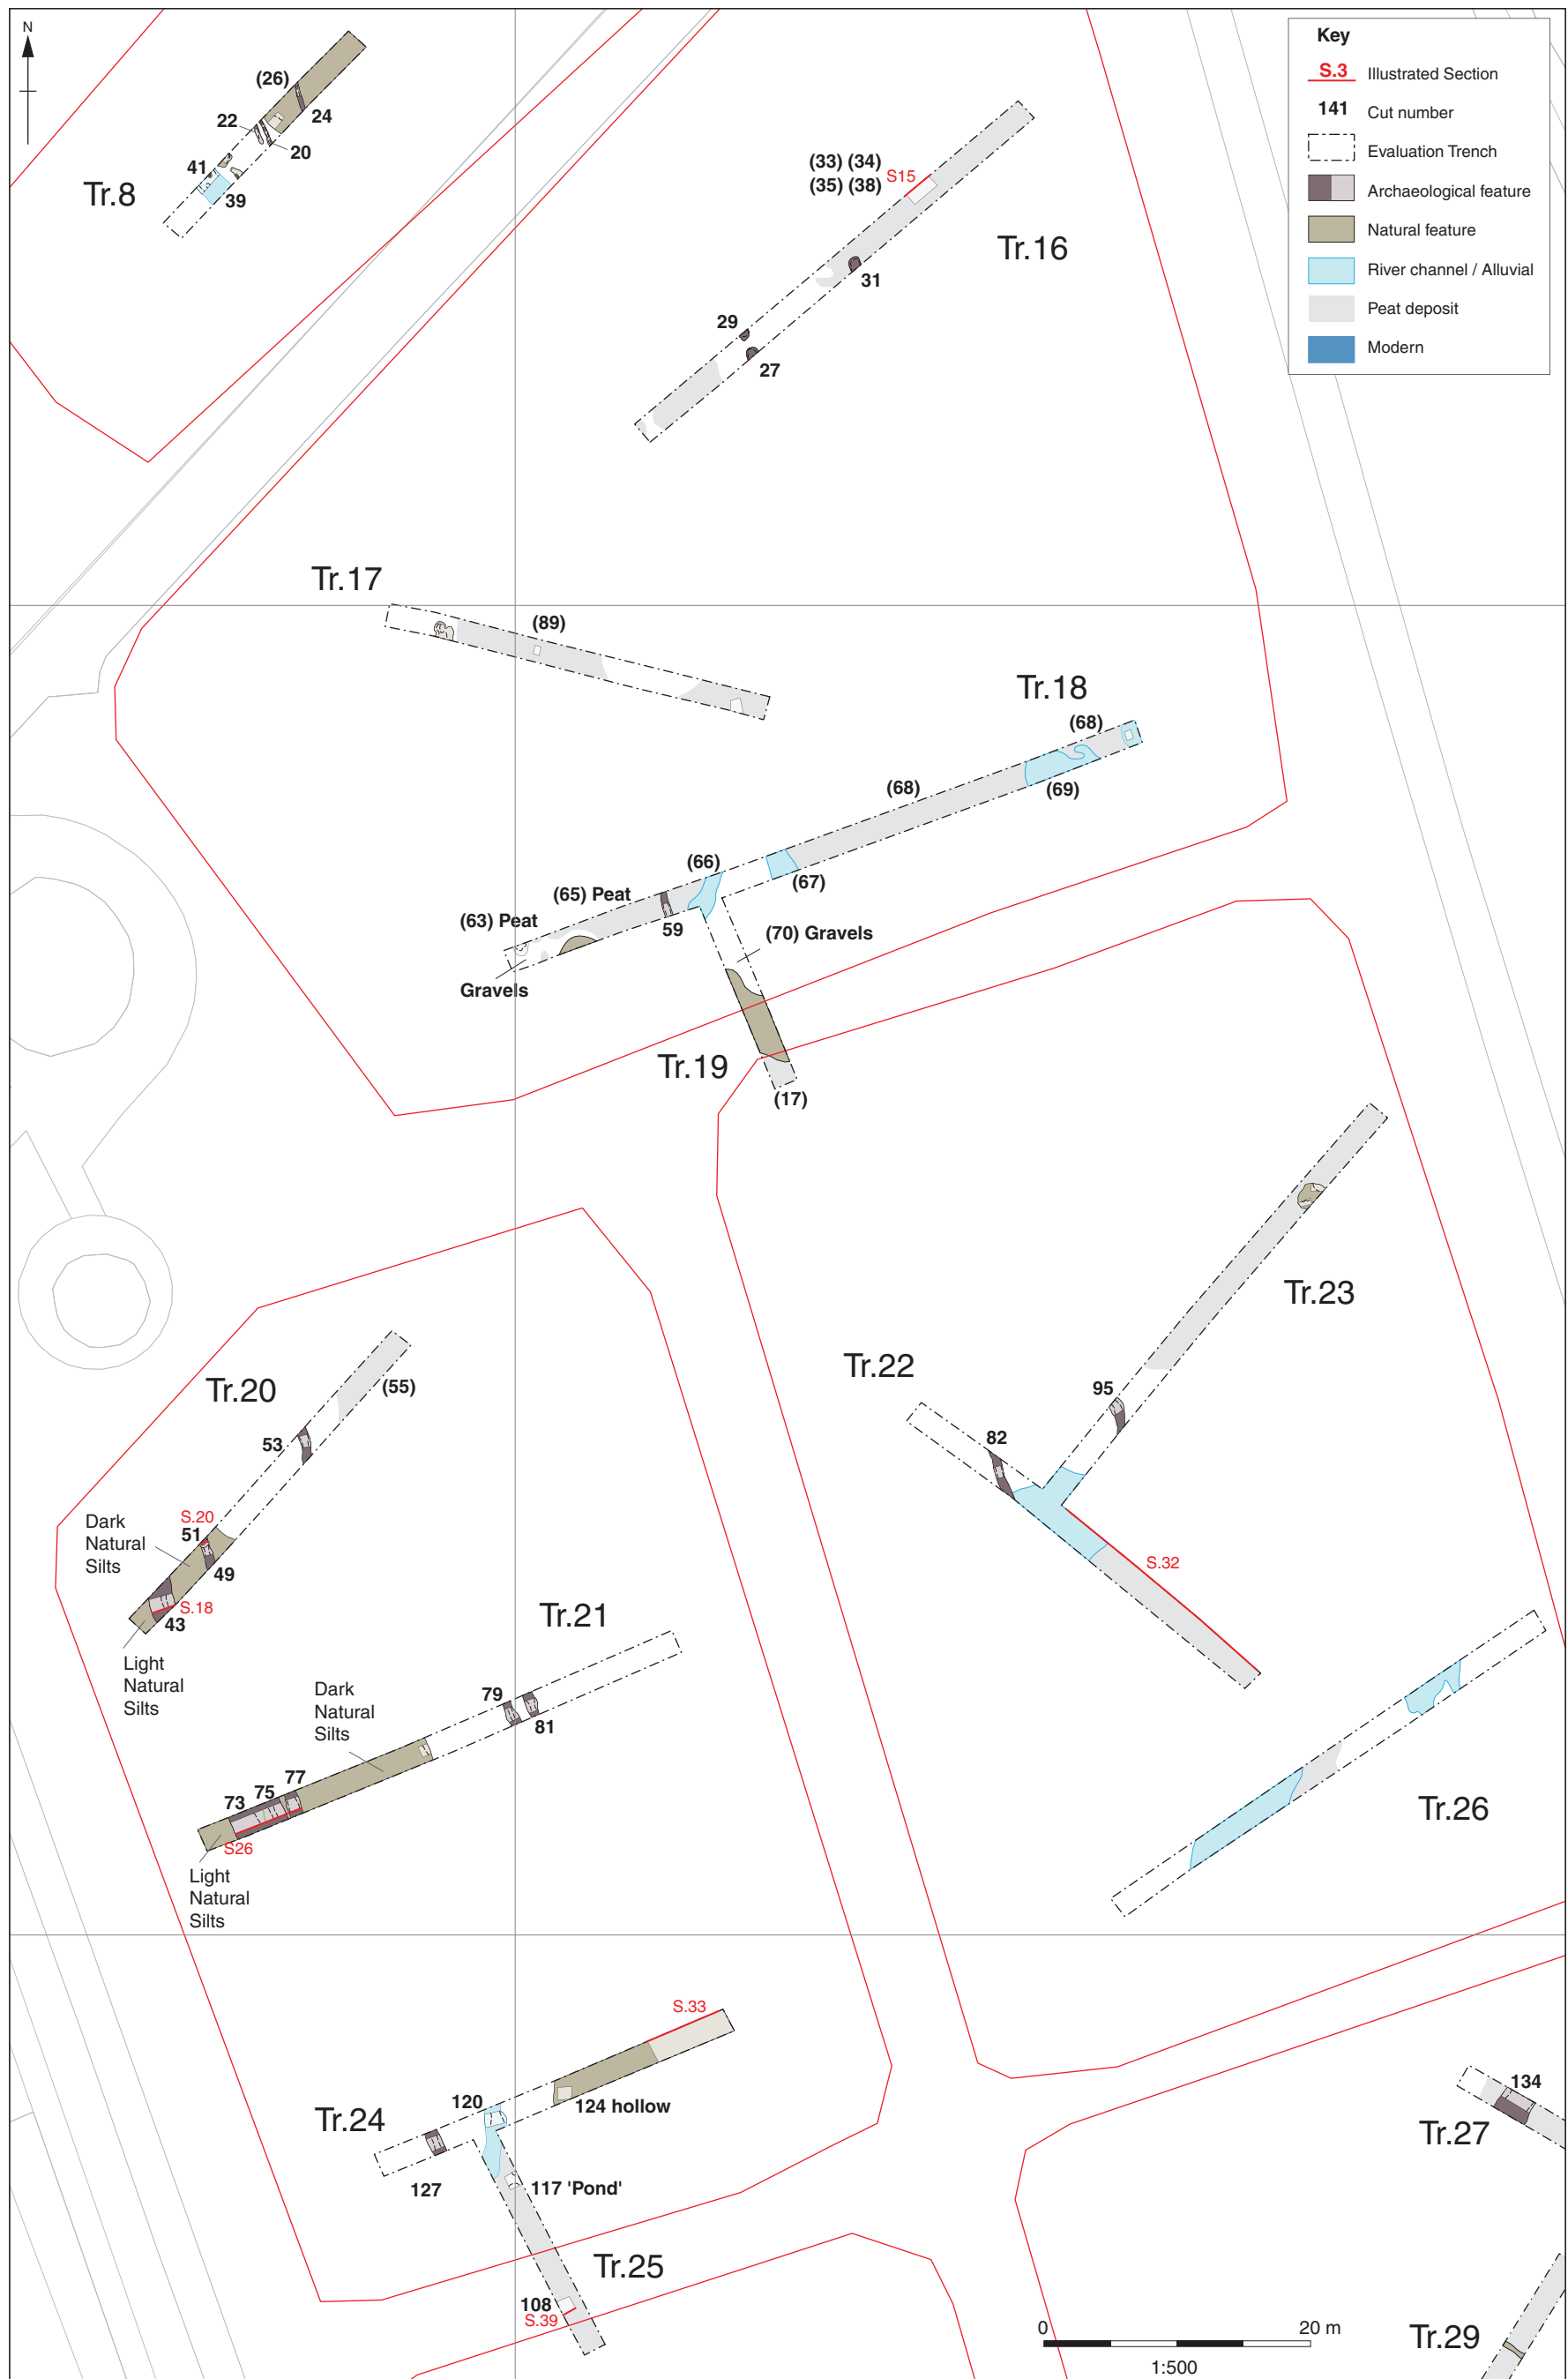 N
Key
S.3 Illustrated Section
141 Cut number
Evaluation Trench
Archaeological feature
Natural feature
River channel / Alluvial
Peat deposit
Modern
(26)
24
22
20
41
39
Tr.8
(33) (34)
(35) (38)
S15
Tr.16
31
29
27
Tr.17
(89)
Tr.18
(68)
(68)
(69)
(66)
(67)
(65) Peat
(63) Peat
59
(70) Gravels
Gravels
Tr.19
(17)
Tr.23
Tr.22
95
82
S.32
Tr.20
(55)
53
S.20
51
Dark
Natural
Silts
49
S.18
43
Light
Natural
Silts
Tr.21
79
81
Dark
Natural
Silts
77
75
73
S26
Light
Natural
Silts
Tr.26
S.33
120
124 hollow
Tr.24
127
117 'Pond'
Tr.25
108
S.39
134
Tr.27
Tr.29
0 20 m
1:500